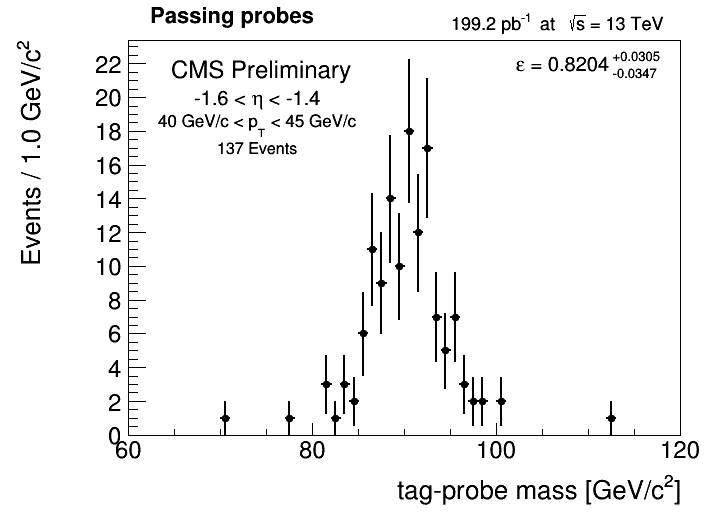 Passing probes
199.2 pb⁻¹ at √s = 13 TeV
Events / 1.0 GeV/c²
CMS Preliminary
-1.6 < η < -1.4
40 GeV/c < p_T < 45 GeV/c
137 Events
ε = 0.8204 +0.0305 -0.0347
22
20
18
16
14
12
10
8
6
4
2
0
60 80 100 120
tag-probe mass [GeV/c²]